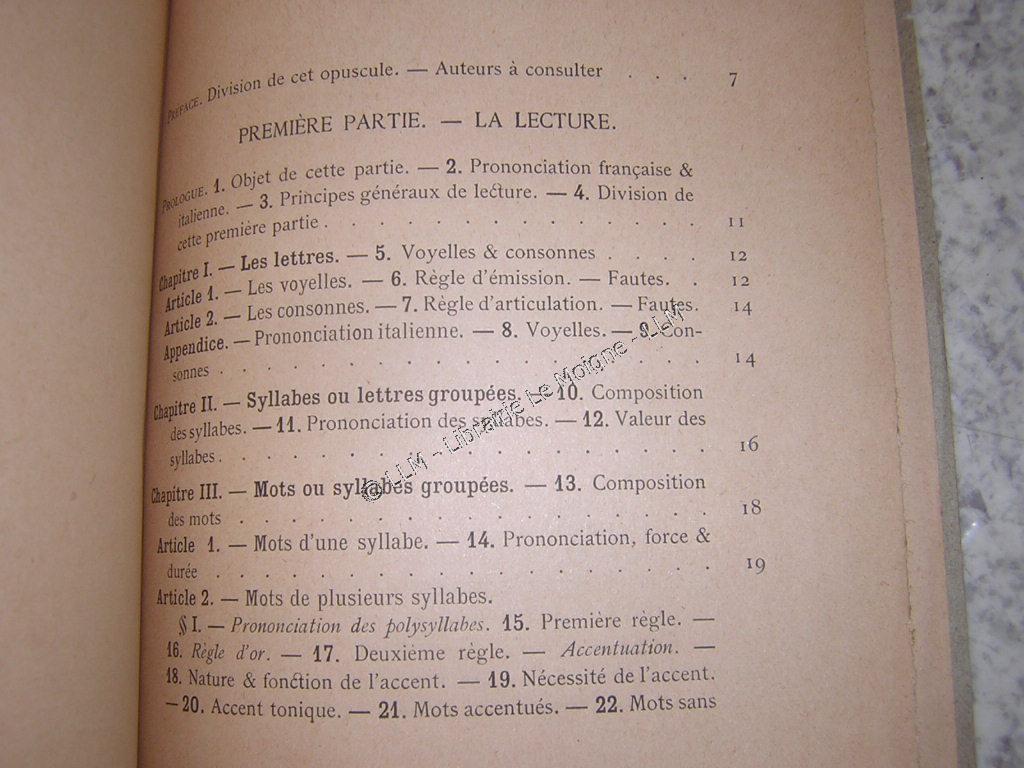 PRÉFACE. Division de cet opuscule. — Auteurs à consulter . . . 7
PREMIÈRE PARTIE. — LA LECTURE.
PROLOGUE. 1. Objet de cette partie. — 2. Prononciation française &
italienne. — 3. Principes généraux de lecture. — 4. Division de
cette première partie . . . . . . . . . . . . 11
Chapitre I. — Les lettres. — 5. Voyelles & consonnes . . . . 12
Article 1. — Les voyelles. — 6. Règle d'émission. — Fautes. . 12
Article 2. — Les consonnes. — 7. Règle d'articulation. — Fautes. 14
Appendice. — Prononciation italienne. — 8. Voyelles. — 9. Con-
sonnes . . . . . . . . . . . . . . . 14
Chapitre II. — Syllabes ou lettres groupées. — 10. Composition
des syllabes. — 11. Prononciation des syllabes. — 12. Valeur des
syllabes . . . . . . . . . . . . . . . 16
Chapitre III. — Mots ou syllabes groupées. — 13. Composition
des mots . . . . . . . . . . . . . . 18
Article 1. — Mots d'une syllabe. — 14. Prononciation, force &
durée . . . . . . . . . . . . . . . 19
Article 2. — Mots de plusieurs syllabes.
§ I. — Prononciation des polysyllabes. 15. Première règle. —
16. Règle d'or. — 17. Deuxième règle. — Accentuation. —
18. Nature & fonction de l'accent. — 19. Nécessité de l'accent.
— 20. Accent tonique. — 21. Mots accentués. — 22. Mots sans
© LLM - Librairie Le Moigne - LLM